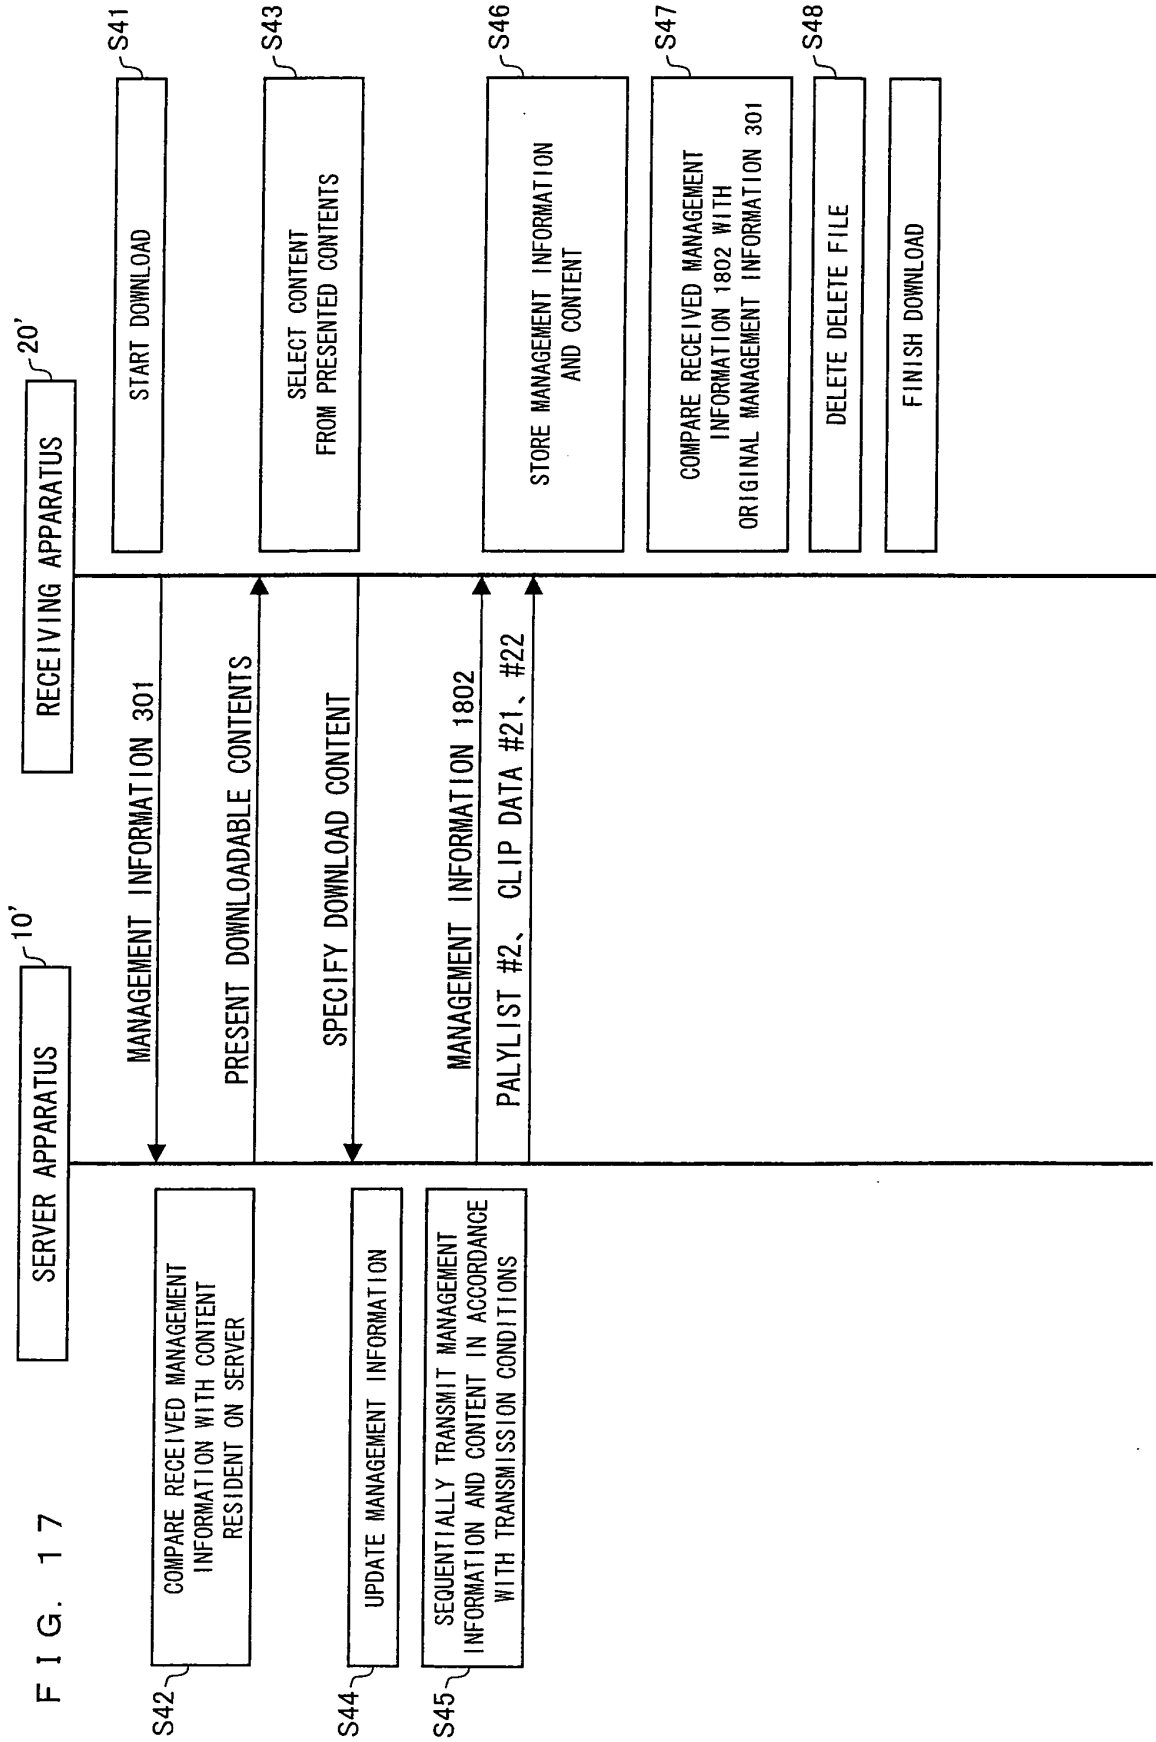 FIG. 17
SERVER APPARATUS
10'
RECEIVING APPARATUS
20'
START DOWNLOAD
S41
MANAGEMENT INFORMATION 301
S42
COMPARE RECEIVED MANAGEMENT
INFORMATION WITH CONTENT
RESIDENT ON SERVER
PRESENT DOWNLOADABLE CONTENTS
SELECT CONTENT
FROM PRESENTED CONTENTS
S43
SPECIFY DOWNLOAD CONTENT
S44
UPDATE MANAGEMENT INFORMATION
S45
SEQUENTIALLY TRANSMIT MANAGEMENT
INFORMATION AND CONTENT IN ACCORDANCE
WITH TRANSMISSION CONDITIONS
MANAGEMENT INFORMATION 1802
PALYLIST #2、 CLIP DATA #21、 #22
STORE MANAGEMENT INFORMATION
AND CONTENT
S46
COMPARE RECEIVED MANAGEMENT
INFORMATION 1802 WITH
ORIGINAL MANAGEMENT INFORMATION 301
S47
DELETE DELETE FILE
S48
FINISH DOWNLOAD